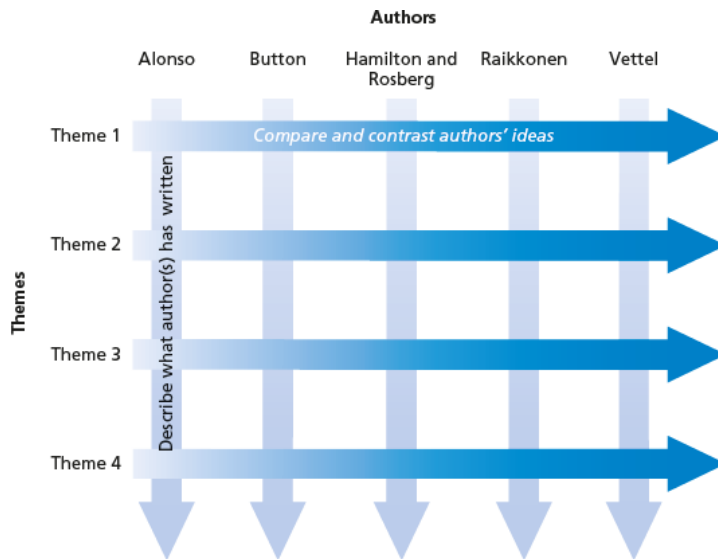 Authors
Alonso
Button
Hamilton and
Rosberg
Raikkonen
Vettel
Themes
Theme 1
Compare and contrast authors' ideas
Describe what author(s) has written
Theme 2
Theme 3
Theme 4